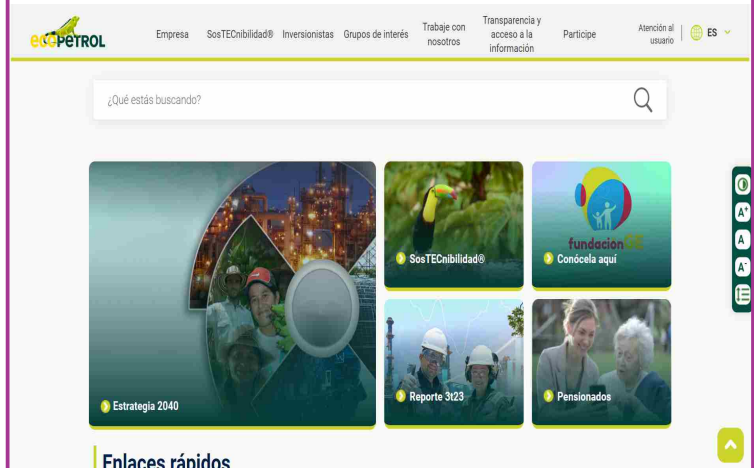 ecopetrol
Empresa
SosTECnibilidad®
Inversionistas
Grupos de interés
Trabaje con
nosotros
Transparencia y
acceso a la
información
Participe
Atención al
usuario
ES
¿Qué estás buscando?
SosTECnibilidad®
fundación
Conócela aquí
Estrategia 2040
Reporte 3t23
Pensionados
A+
A
A-
Enlaces rápidos